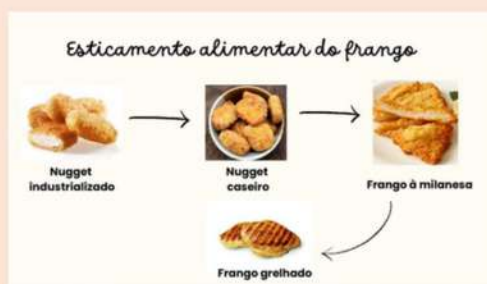 Esticamento alimentar do frango
Nugget
industrializado
Nugget
caseiro
Frango à milanesa
Frango grelhado